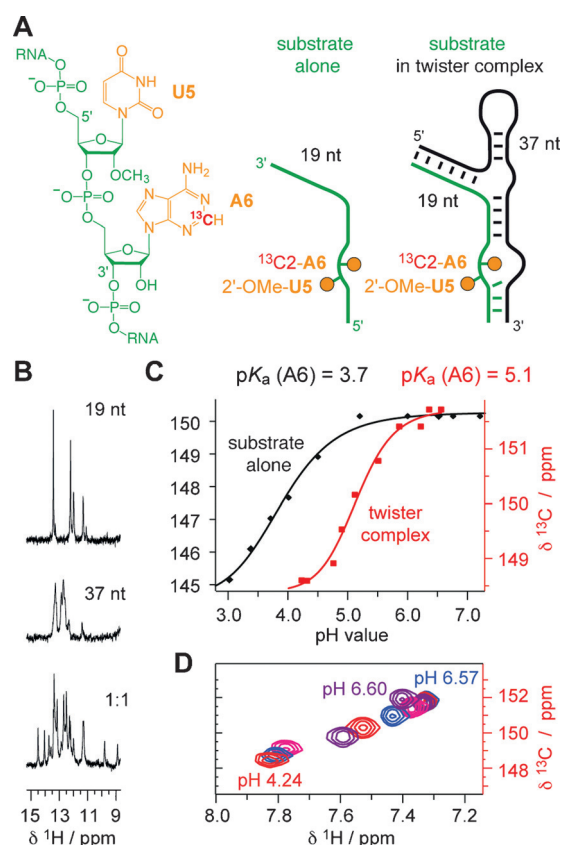 A
RNA
O
⁻O–P=O
O
5'
O
NH
N
O
U5
O
O
OCH₃
⁻O–P=O
O
NH₂
A6
N
N
¹³CH
N
N
O
3'
O
OH
⁻O–P=O
O
RNA
substrate
alone
3'
19 nt
¹³C2-A6
2'-OMe-U5
5'
substrate
in twister complex
5'
37 nt
19 nt
¹³C2-A6
2'-OMe-U5
3'
B
19 nt
37 nt
1:1
15 13 11 9
δ ¹H / ppm
C
pKa (A6) = 3.7
pKa (A6) = 5.1
150
149
148
147
146
145
substrate
alone
twister
complex
151
150
149
δ ¹³C / ppm
3.0 4.0 5.0 6.0 7.0
pH value
D
pH 6.60
pH 6.57
pH 4.24
152
150
148
δ ¹³C / ppm
8.0 7.8 7.6 7.4 7.2
δ ¹H / ppm